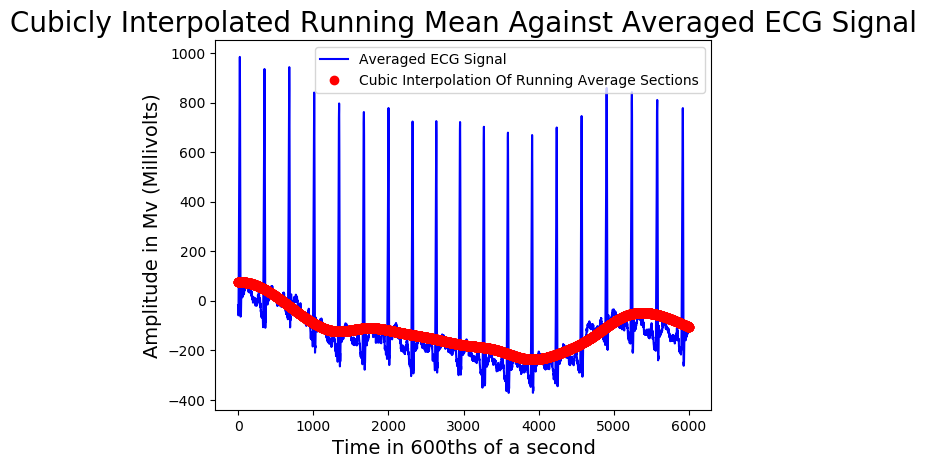 Cubicly Interpolated Running Mean Against Averaged ECG Signal
Averaged ECG Signal
Cubic Interpolation Of Running Average Sections
Amplitude in Mv (Millivolts)
1000
800
600
400
200
0
−200
−400
0 1000 2000 3000 4000 5000 6000
Time in 600ths of a second